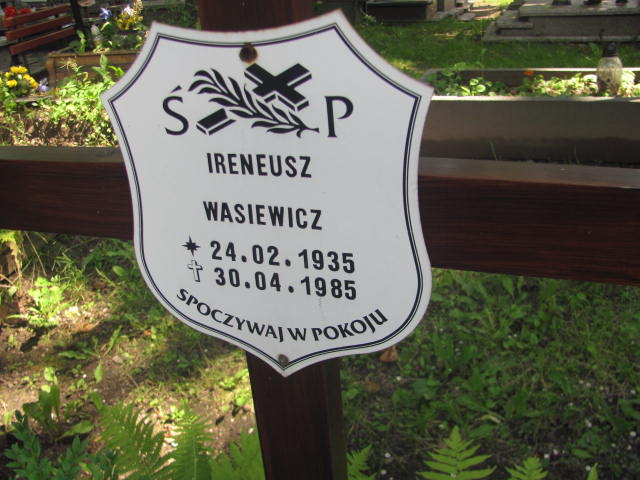 Ś P
IRENEUSZ
WASIEWICZ
24.02.1935
30.04.1985
SPOCZYWAJ W POKOJU